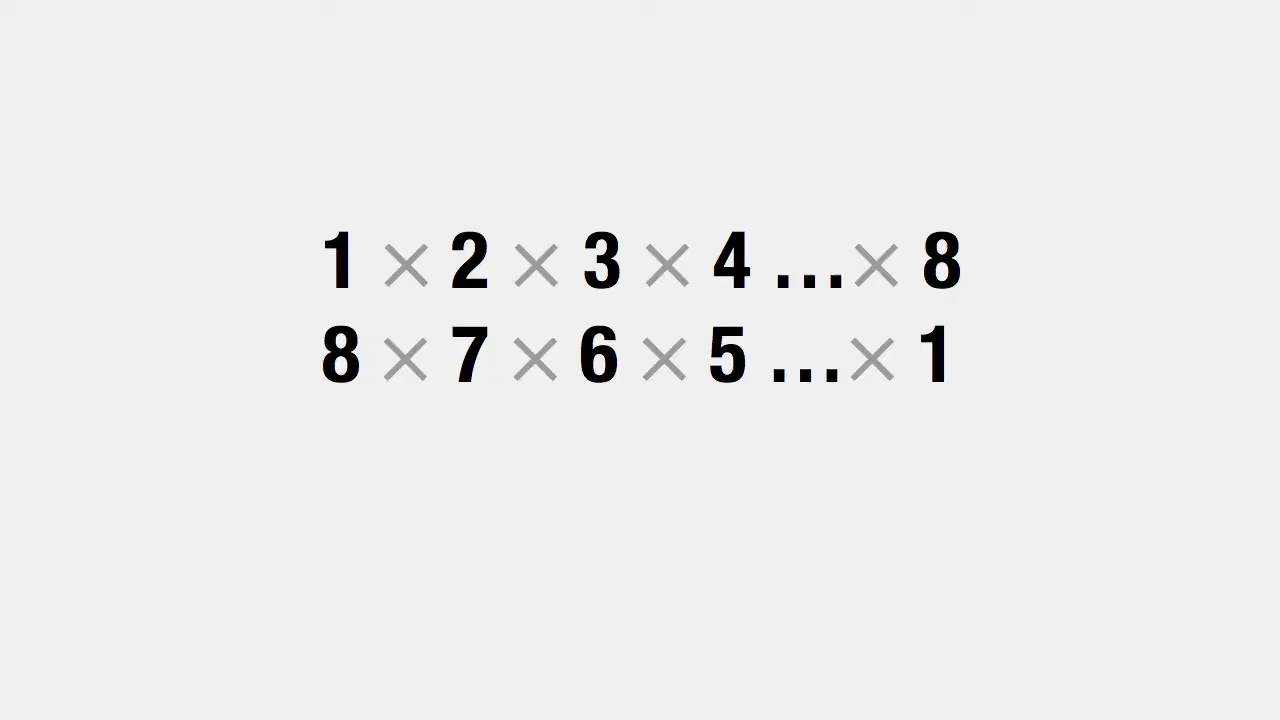 1 × 2 × 3 × 4 ...× 8
8 × 7 × 6 × 5 ...× 1